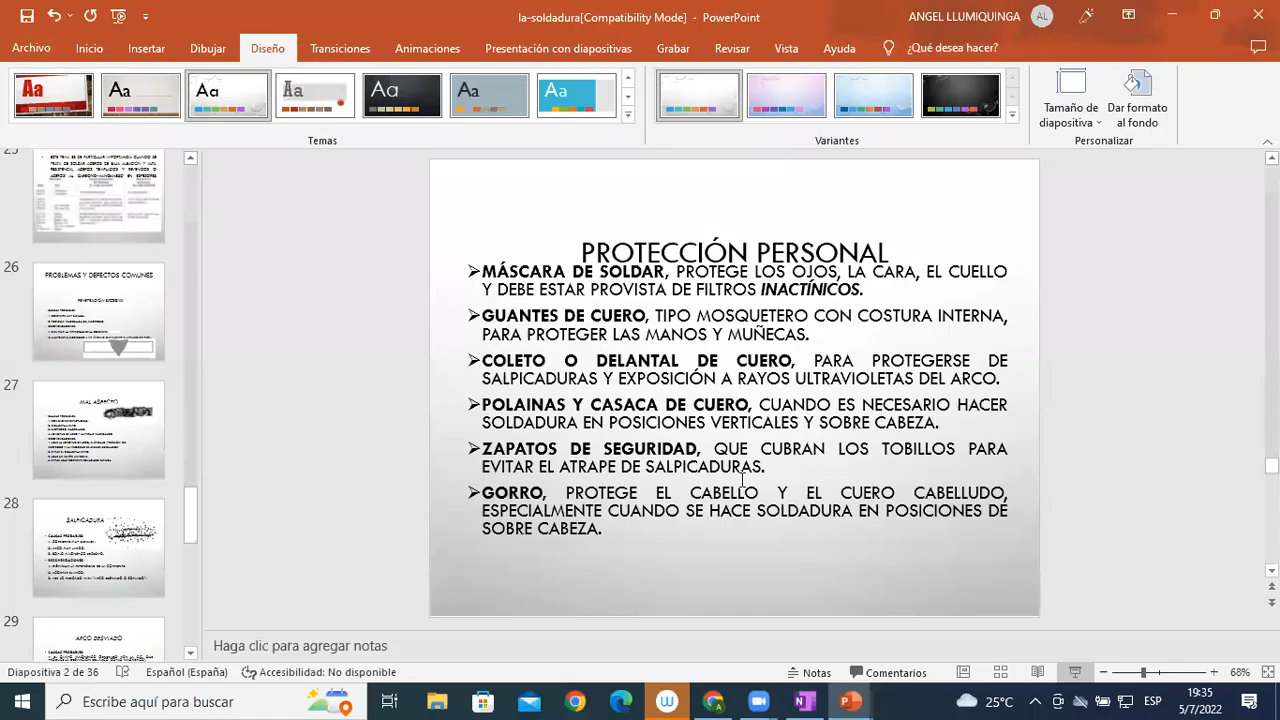 la-soldadura[Compatibility Mode] - PowerPoint
ANGEL LLUMIQUINGA
AL
Archivo Inicio Insertar Dibujar Diseño Transiciones Animaciones Presentación con diapositivas Grabar Revisar Vista Ayuda ¿Qué desea hacer?
Aa Aa Aa Aa Aa Aa Aa
Tamaño de diapositiva
Dar formato al fondo
Temas
Variantes
Personalizar
25
26
PROBLEMAS Y DEFECTOS COMUNES
27
MAL ASPECTO
28
SALPICADURA
29
ARCO DESVIADO
PROTECCIÓN PERSONAL
MÁSCARA DE SOLDAR, PROTEGE LOS OJOS, LA CARA, EL CUELLO
Y DEBE ESTAR PROVISTA DE FILTROS INACTÍNICOS.
GUANTES DE CUERO, TIPO MOSQUETERO CON COSTURA INTERNA,
PARA PROTEGER LAS MANOS Y MUÑECAS.
COLETO O DELANTAL DE CUERO, PARA PROTEGERSE DE
SALPICADURAS Y EXPOSICIÓN A RAYOS ULTRAVIOLETAS DEL ARCO.
POLAINAS Y CASACA DE CUERO, CUANDO ES NECESARIO HACER
SOLDADURA EN POSICIONES VERTICALES Y SOBRE CABEZA.
ZAPATOS DE SEGURIDAD, QUE CUBRAN LOS TOBILLOS PARA
EVITAR EL ATRAPE DE SALPICADURAS.
GORRO, PROTEGE EL CABELLO Y EL CUERO CABELLUDO,
ESPECIALMENTE CUANDO SE HACE SOLDADURA EN POSICIONES DE
SOBRE CABEZA.
Haga clic para agregar notas
Diapositiva 2 de 36 Español (España) Accesibilidad: No disponible Notas Comentarios 68%
Escribe aquí para buscar
25°C
ESP
19:35
5/7/2022